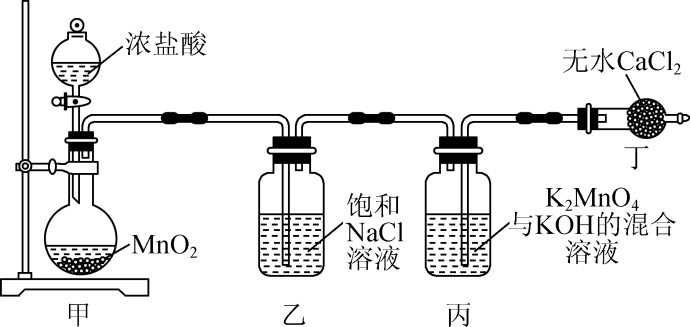 浓盐酸
MnO₂
甲
饱和
NaCl
溶液
乙
K₂MnO₄
与KOH的混合
溶液
丙
无水CaCl₂
丁